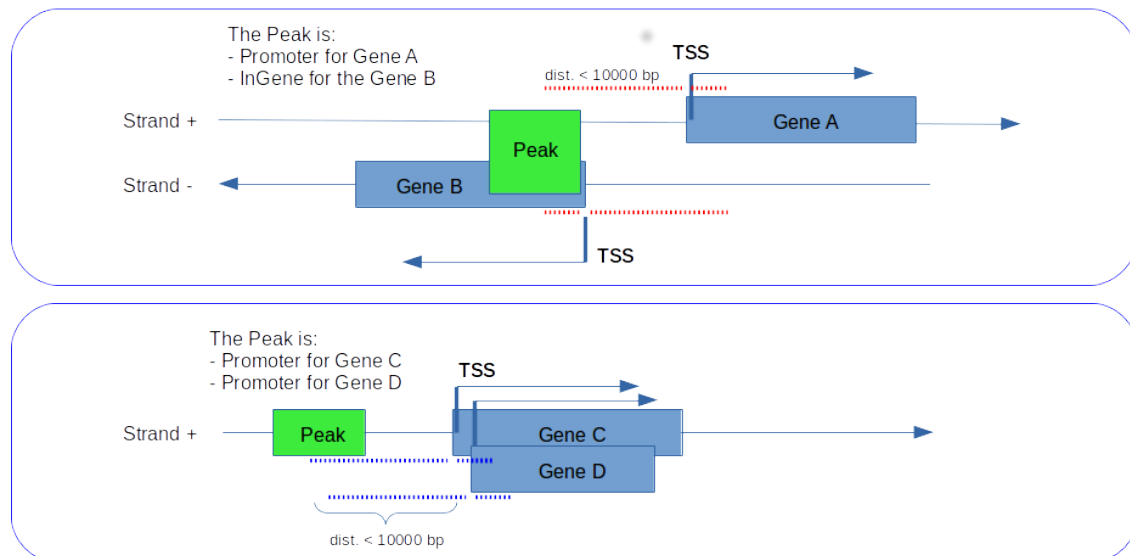 The Peak is:
- Promoter for Gene A
- InGene for the Gene B
TSS
dist. < 10000 bp
Strand +
Gene A
Peak
Strand -
Gene B
TSS
The Peak is:
- Promoter for Gene C
- Promoter for Gene D
TSS
Strand +
Peak
Gene C
Gene D
dist. < 10000 bp